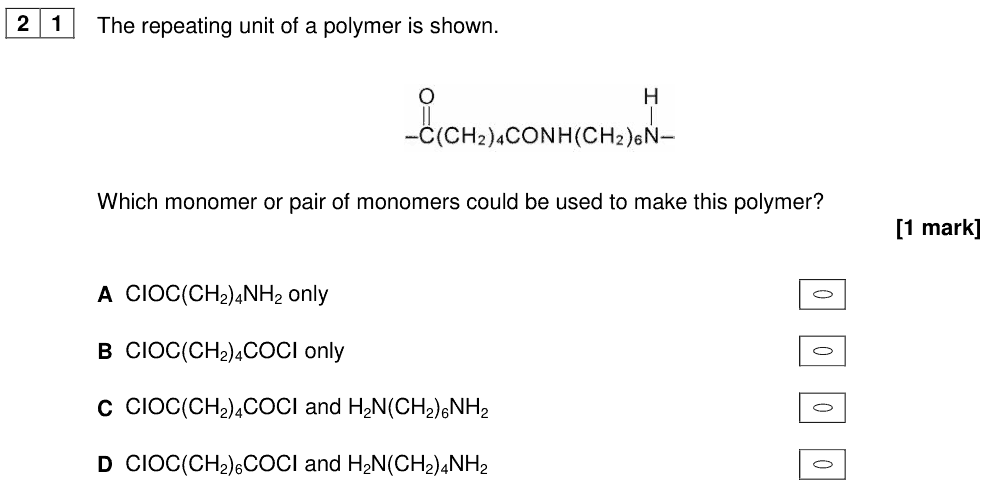 2 1 The repeating unit of a polymer is shown.
O H
–C(CH₂)₄CONH(CH₂)₆N–
Which monomer or pair of monomers could be used to make this polymer?
[1 mark]
A ClOC(CH₂)₄NH₂ only
B ClOC(CH₂)₄COCl only
C ClOC(CH₂)₄COCl and H₂N(CH₂)₆NH₂
D ClOC(CH₂)₆COCl and H₂N(CH₂)₄NH₂